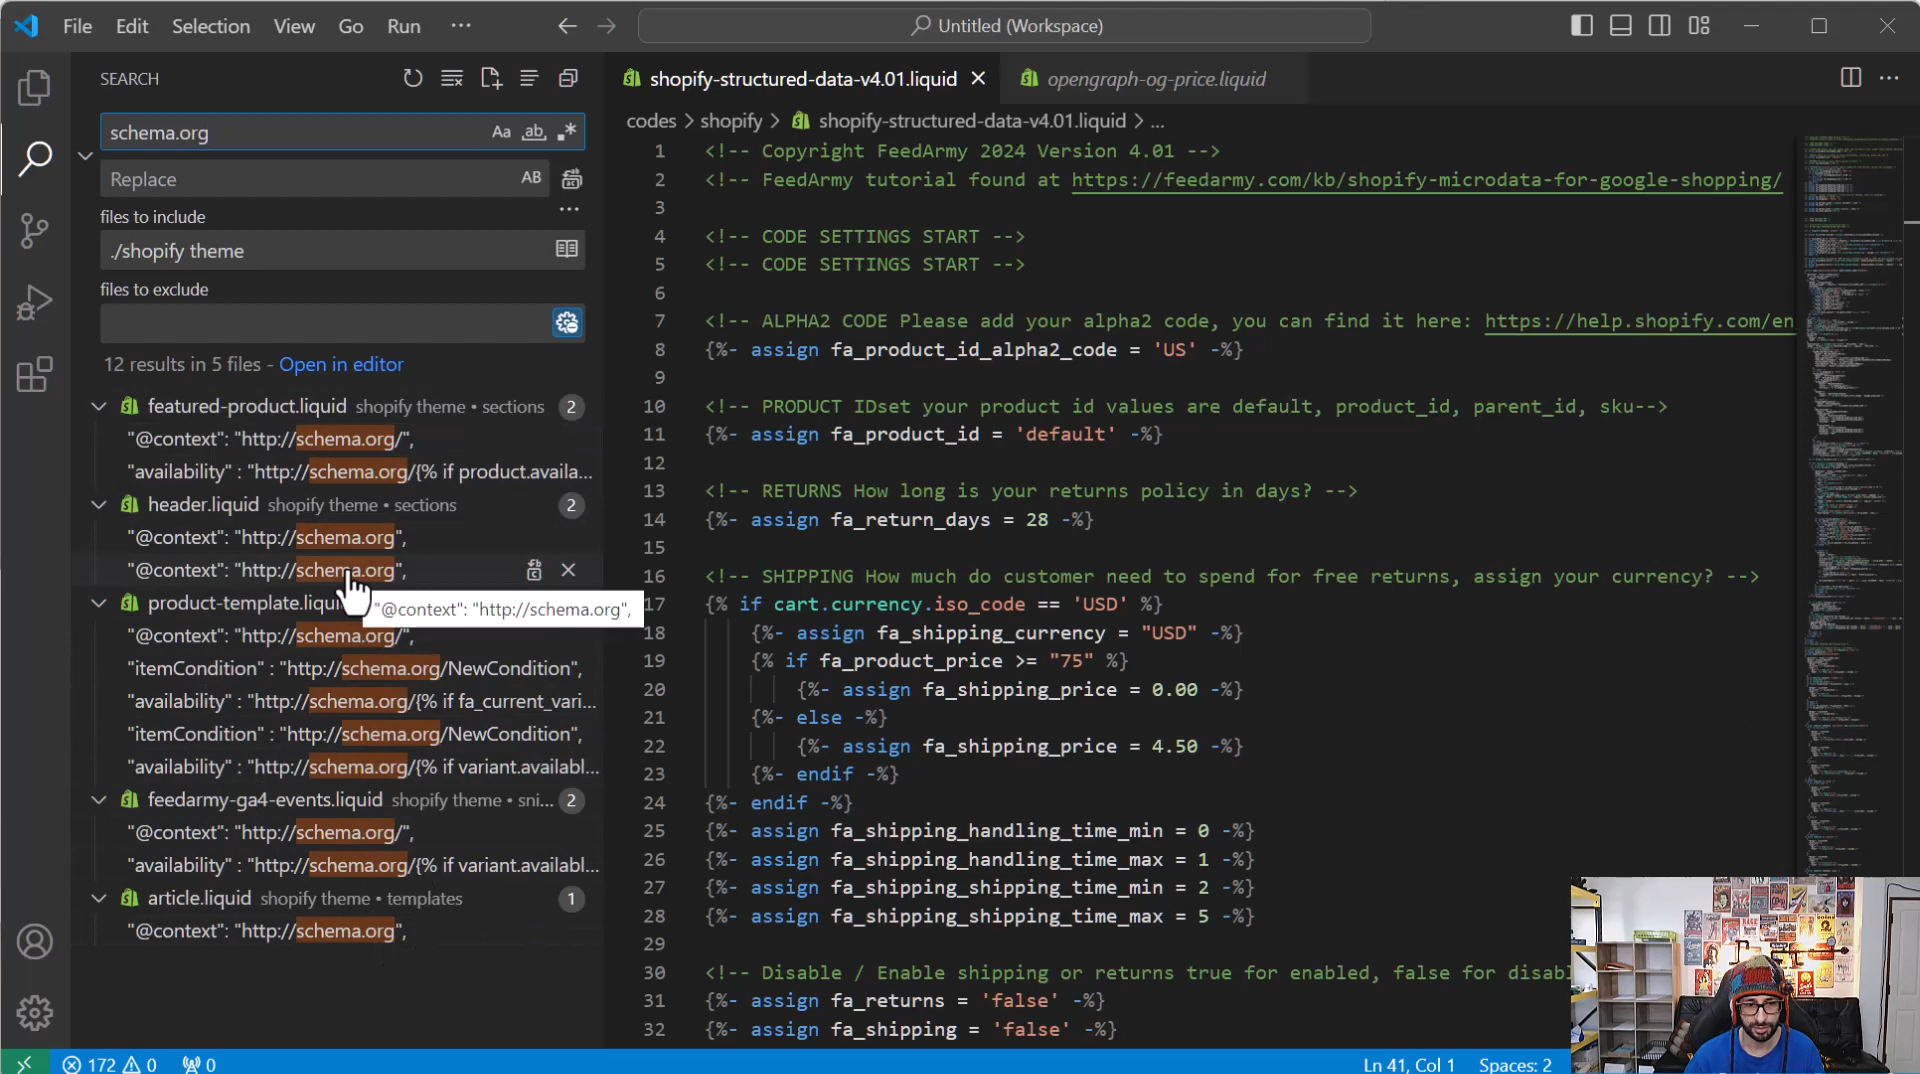 File Edit Selection View Go Run ···
Untitled (Workspace)
SEARCH
schema.org
Aa ab
Replace
AB
files to include
./shopify theme
files to exclude
12 results in 5 files - Open in editor
featured-product.liquid shopify theme • sections 2
"@context": "http://schema.org/",
"availability" : "http://schema.org/{% if product.availa...
header.liquid shopify theme • sections 2
"@context": "http://schema.org",
"@context": "http://schema.org",
product-template.liqui
"@context": "http://schema.org",
"@context": "http://schema.org/",
"itemCondition" : "http://schema.org/NewCondition",
"availability" : "http://schema.org/{% if fa_current_vari...
"itemCondition" : "http://schema.org/NewCondition",
"availability" : "http://schema.org/{% if variant.availabl...
feedarmy-ga4-events.liquid shopify theme • sni... 2
"@context": "http://schema.org/",
"availability" : "http://schema.org/{% if variant.availabl...
article.liquid shopify theme • templates 1
"@context": "http://schema.org",
shopify-structured-data-v4.01.liquid
opengraph-og-price.liquid
codes > shopify > shopify-structured-data-v4.01.liquid > ...
1 <!-- Copyright FeedArmy 2024 Version 4.01 -->
2 <!-- FeedArmy tutorial found at https://feedarmy.com/kb/shopify-microdata-for-google-shopping/
3
4 <!-- CODE SETTINGS START -->
5 <!-- CODE SETTINGS START -->
6
7 <!-- ALPHA2 CODE Please add your alpha2 code, you can find it here: https://help.shopify.com/en
8 {%- assign fa_product_id_alpha2_code = 'US' -%}
9
10 <!-- PRODUCT IDset your product id values are default, product_id, parent_id, sku-->
11 {%- assign fa_product_id = 'default' -%}
12
13 <!-- RETURNS How long is your returns policy in days? -->
14 {%- assign fa_return_days = 28 -%}
15
16 <!-- SHIPPING How much do customer need to spend for free returns, assign your currency? -->
17 {% if cart.currency.iso_code == 'USD' %}
18 {%- assign fa_shipping_currency = "USD" -%}
19 {% if fa_product_price >= "75" %}
20 {%- assign fa_shipping_price = 0.00 -%}
21 {%- else -%}
22 {%- assign fa_shipping_price = 4.50 -%}
23 {%- endif -%}
24 {%- endif -%}
25 {%- assign fa_shipping_handling_time_min = 0 -%}
26 {%- assign fa_shipping_handling_time_max = 1 -%}
27 {%- assign fa_shipping_shipping_time_min = 2 -%}
28 {%- assign fa_shipping_shipping_time_max = 5 -%}
29
30 <!-- Disable / Enable shipping or returns true for enabled, false for disabl
31 {%- assign fa_returns = 'false' -%}
32 {%- assign fa_shipping = 'false' -%}
172 0 0
Ln 41, Col 1 Spaces: 2